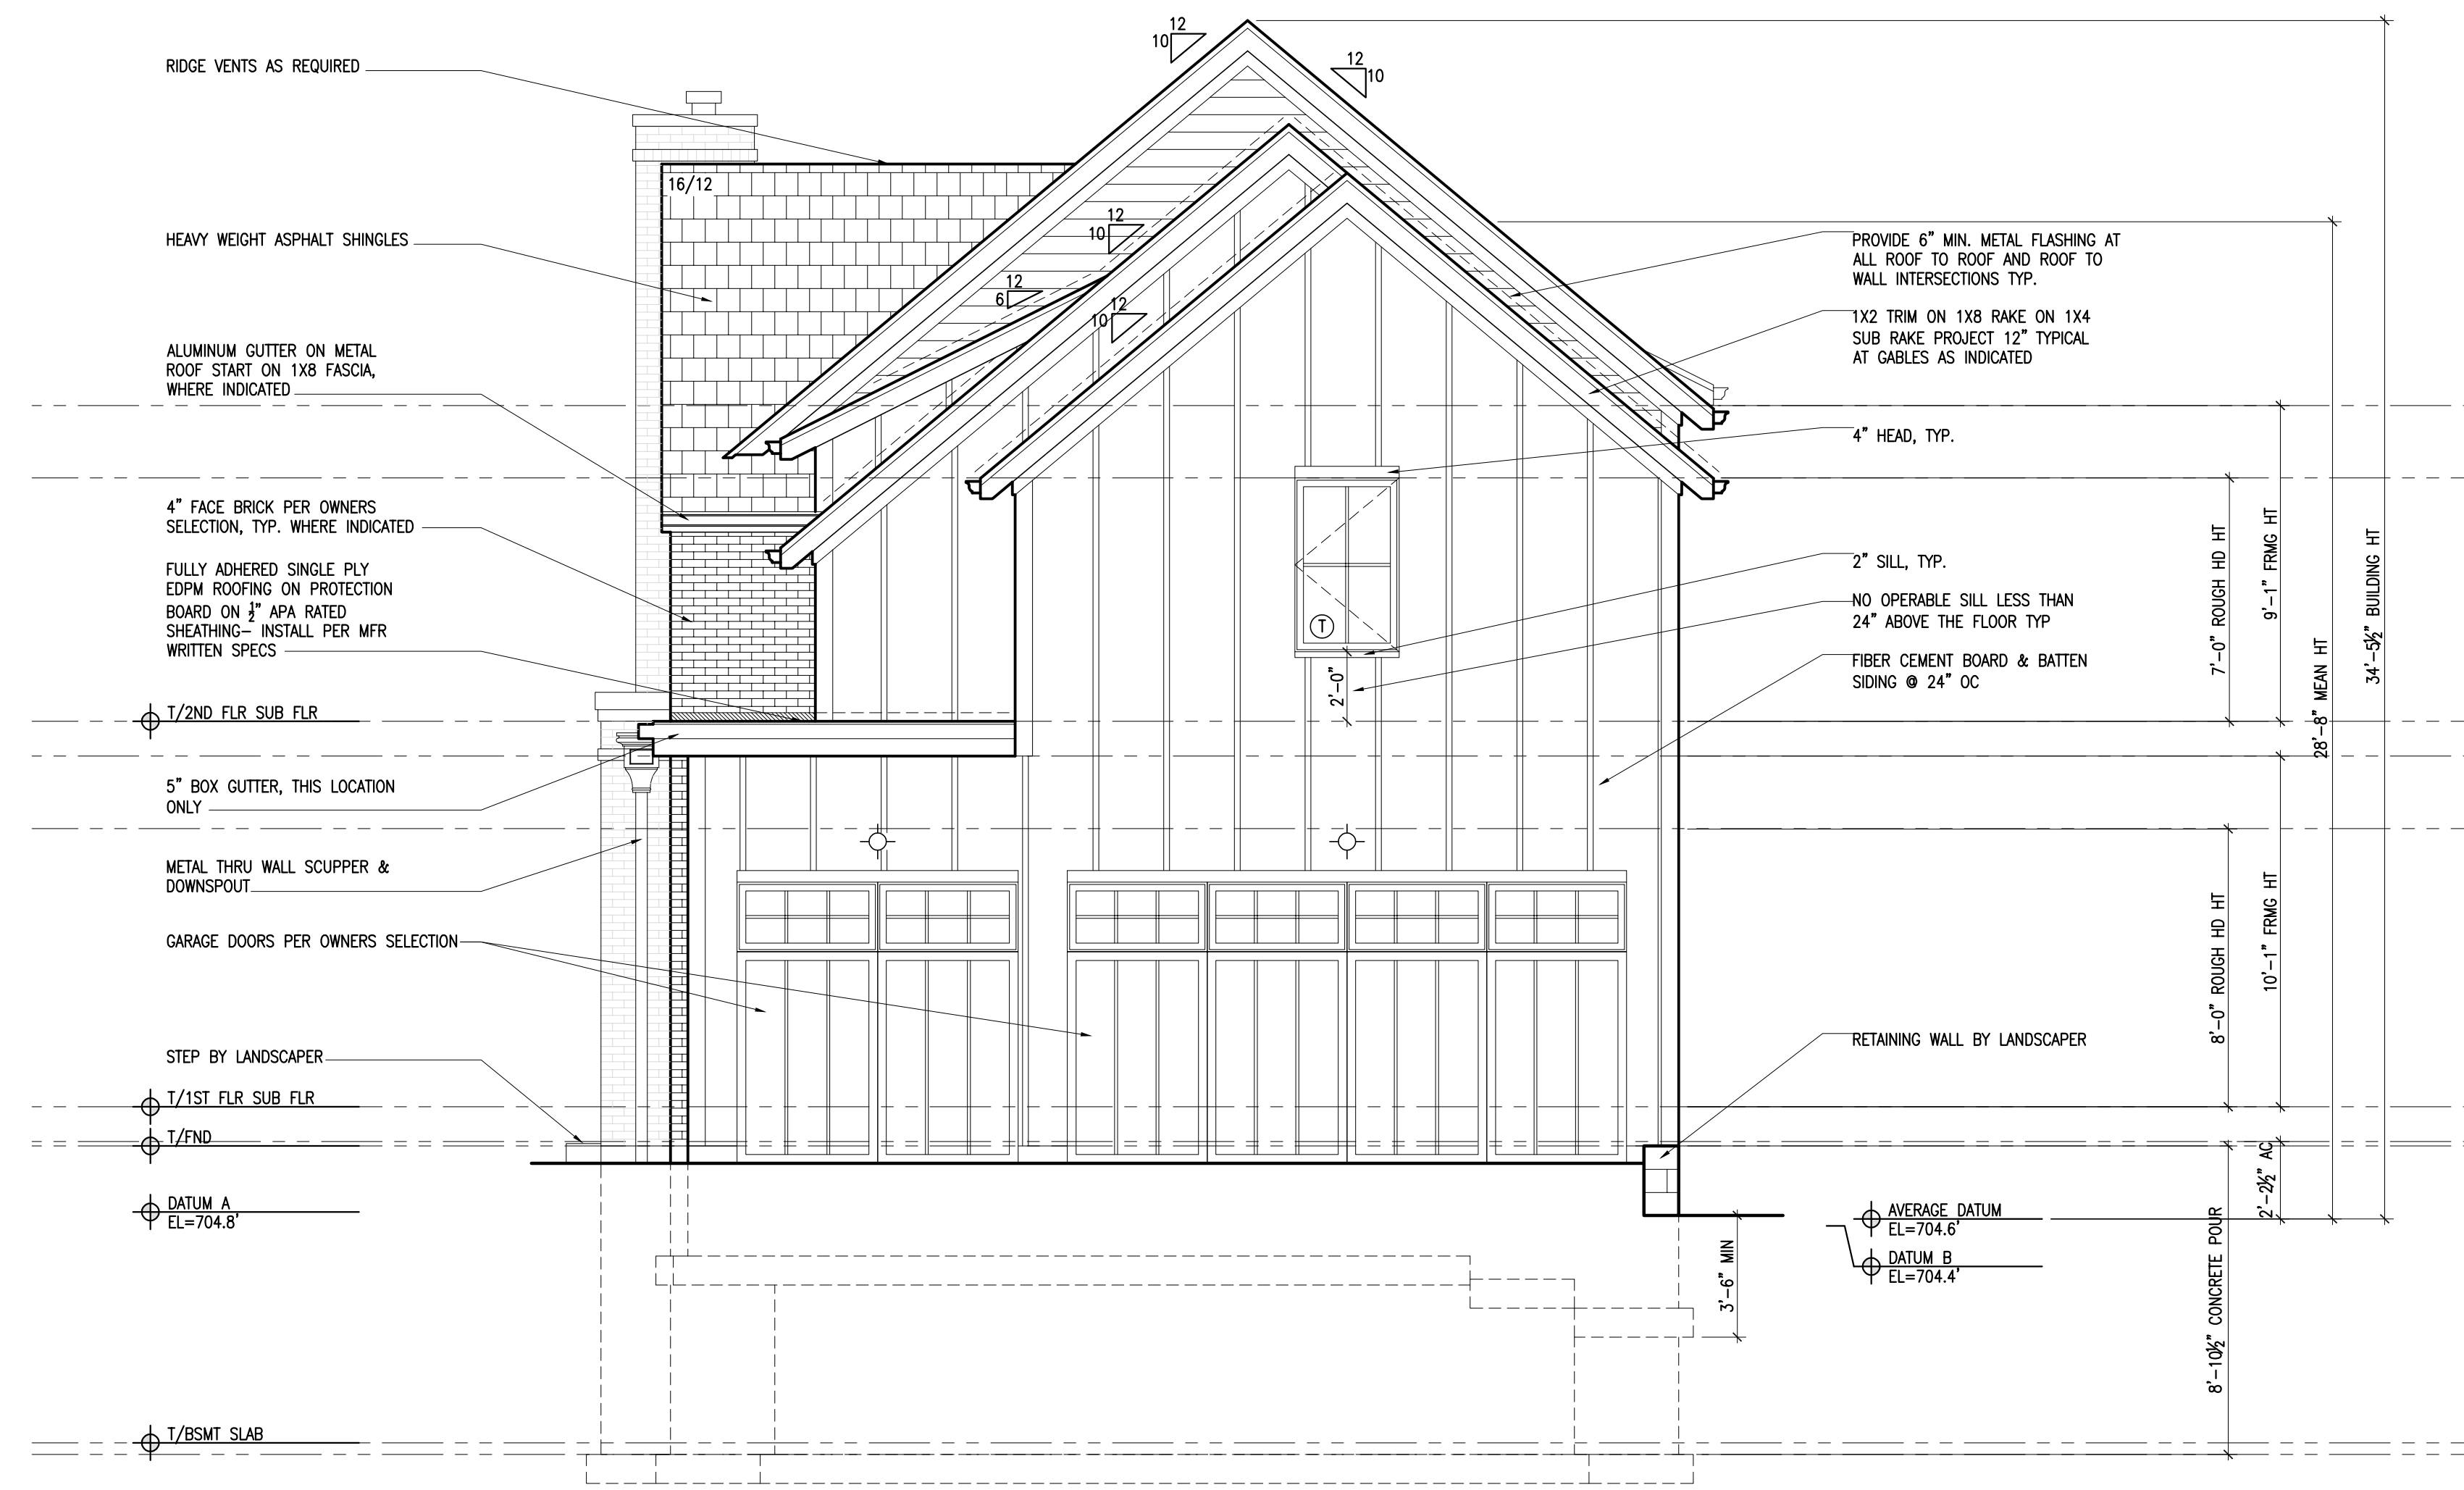 12
10
12
10
RIDGE VENTS AS REQUIRED
16/12
HEAVY WEIGHT ASPHALT SHINGLES
12
10
12
6
12
10
ALUMINUM GUTTER ON METAL
ROOF START ON 1X8 FASCIA,
WHERE INDICATED
4" FACE BRICK PER OWNERS
SELECTION, TYP. WHERE INDICATED
FULLY ADHERED SINGLE PLY
EDPM ROOFING ON PROTECTION
BOARD ON ½" APA RATED
SHEATHING– INSTALL PER MFR
WRITTEN SPECS
T/2ND FLR SUB FLR
5" BOX GUTTER, THIS LOCATION
ONLY
METAL THRU WALL SCUPPER &
DOWNSPOUT
GARAGE DOORS PER OWNERS SELECTION
STEP BY LANDSCAPER
T/1ST FLR SUB FLR
T/FND
DATUM A
EL=704.8'
T/BSMT SLAB
T
2'–0"
PROVIDE 6" MIN. METAL FLASHING AT
ALL ROOF TO ROOF AND ROOF TO
WALL INTERSECTIONS TYP.
1X2 TRIM ON 1X8 RAKE ON 1X4
SUB RAKE PROJECT 12" TYPICAL
AT GABLES AS INDICATED
4" HEAD, TYP.
2" SILL, TYP.
NO OPERABLE SILL LESS THAN
24" ABOVE THE FLOOR TYP
FIBER CEMENT BOARD & BATTEN
SIDING @ 24" OC
RETAINING WALL BY LANDSCAPER
AVERAGE DATUM
EL=704.6'
DATUM B
EL=704.4'
3'–6" MIN
7'–0" ROUGH HD HT
9'–1" FRMG HT
28'–8" MEAN HT
34'–5½" BUILDING HT
8'–0" ROUGH HD HT
10'–1" FRMG HT
2'–2½" AC
8'–10½" CONCRETE POUR